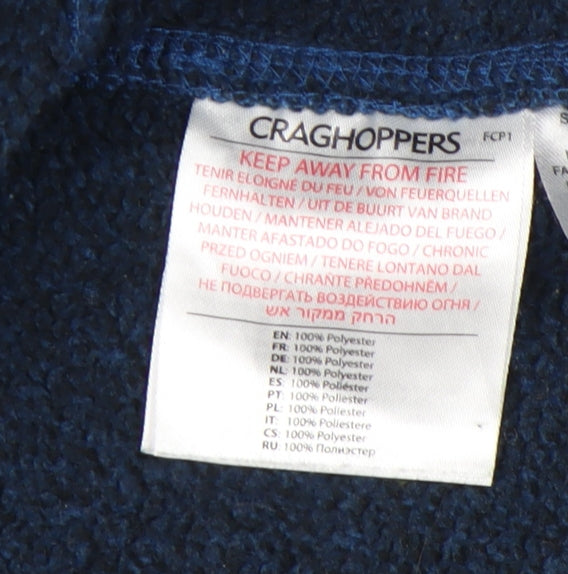 CRAGHOPPERS FCP1
KEEP AWAY FROM FIRE
TENIR ELOIGNÉ DU FEU / VON FEUERQUELLEN
FERNHALTEN / UIT DE BUURT VAN BRAND
HOUDEN / MANTENER ALEJADO DEL FUEGO /
MANTER AFASTADO DO FOGO / CHRONIC
PRZED OGNIEM / TENERE LONTANO DAL
FUOCO / CHRAŇTE PŘEDOHNĚM /
НЕ ПОДВЕРГАТЬ ВОЗДЕЙСТВИЮ ОГНЯ /
הרחק ממקור אש
EN: 100% Polyester
FR: 100% Polyester
DE: 100% Polyester
NL: 100% Polyester
ES: 100% Poliéster
PT: 100% Poliester
PL: 100% Poliester
IT: 100% Poliestere
CS: 100% Polyester
RU: 100% Полиэстер